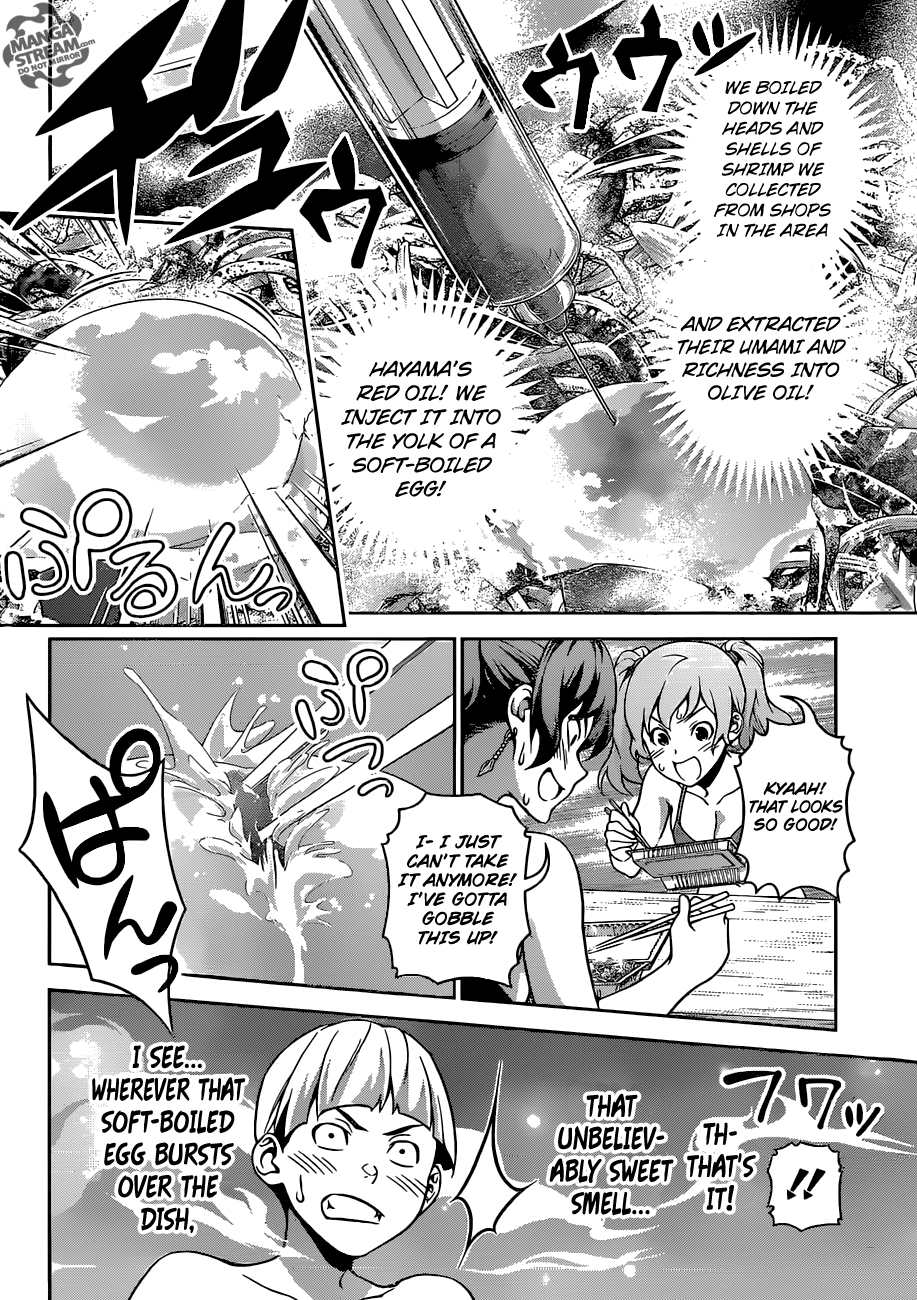 MANGA
STREAM.com
DO NOT MIRROR!
ウウッ
WE BOILED
DOWN THE
HEADS AND
SHELLS OF
SHRIMP WE
COLLECTED
FROM SHOPS
IN THE AREA
AND EXTRACTED
THEIR UMAMI AND
RICHNESS INTO
OLIVE OIL!
ギュウ
HAYAMA'S
RED OIL! WE
INJECT IT INTO
THE YOLK OF A
SOFT-BOILED
EGG!
ぷるんっ
KYAAH!
THAT LOOKS
SO GOOD!
I- I JUST
CAN'T TAKE
IT ANYMORE!
I'VE GOTTA
GOBBLE
THIS UP!
ぷつっ
ぱんっ
フワッ
!!
TH-
THAT'S
IT!
THAT
UNBELIEV-
ABLY SWEET
SMELL...
I SEE...
WHEREVER THAT
SOFT-BOILED
EGG BURSTS
OVER THE
DISH,